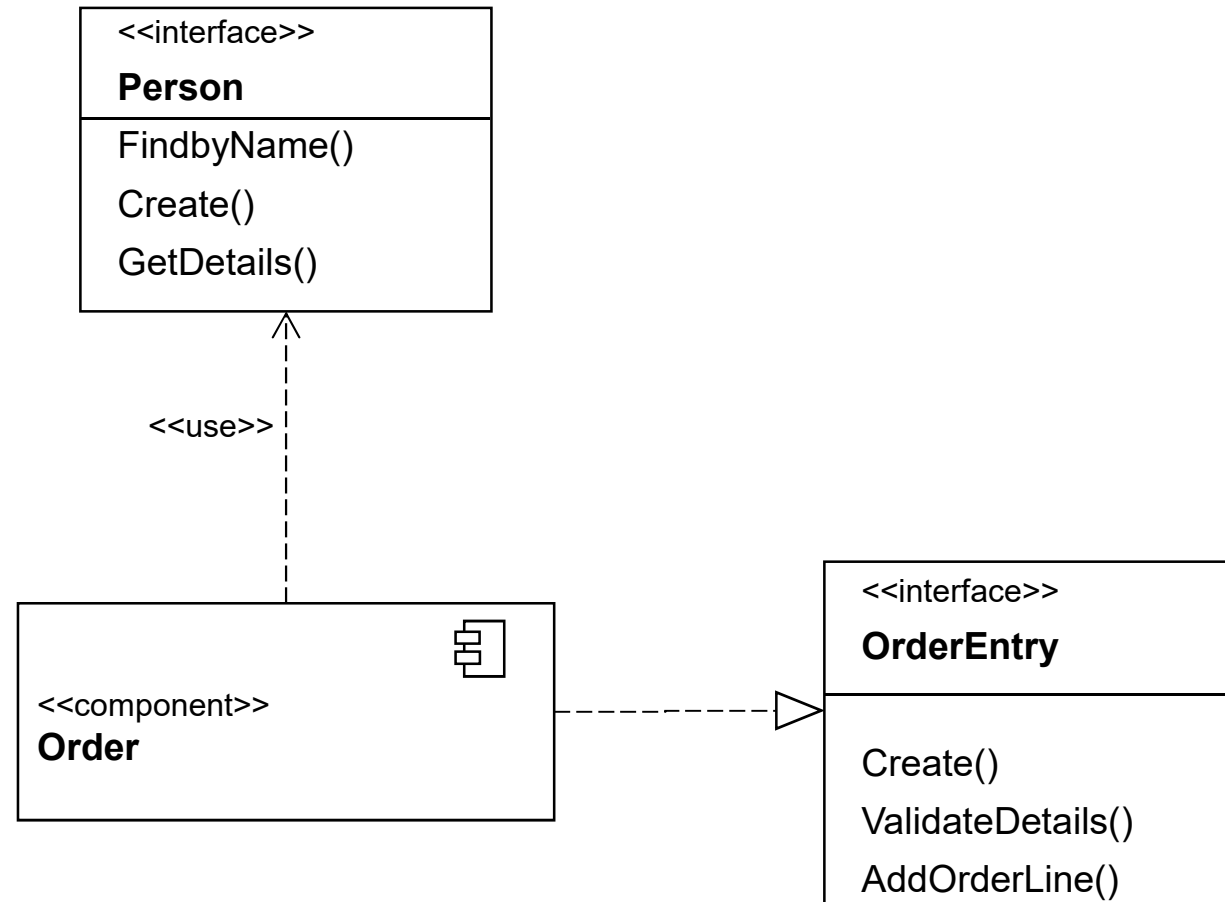 <<interface>>
Person
FindbyName()
Create()
GetDetails()
<<use>>
<<component>>
Order
<<interface>>
OrderEntry
Create()
ValidateDetails()
AddOrderLine()